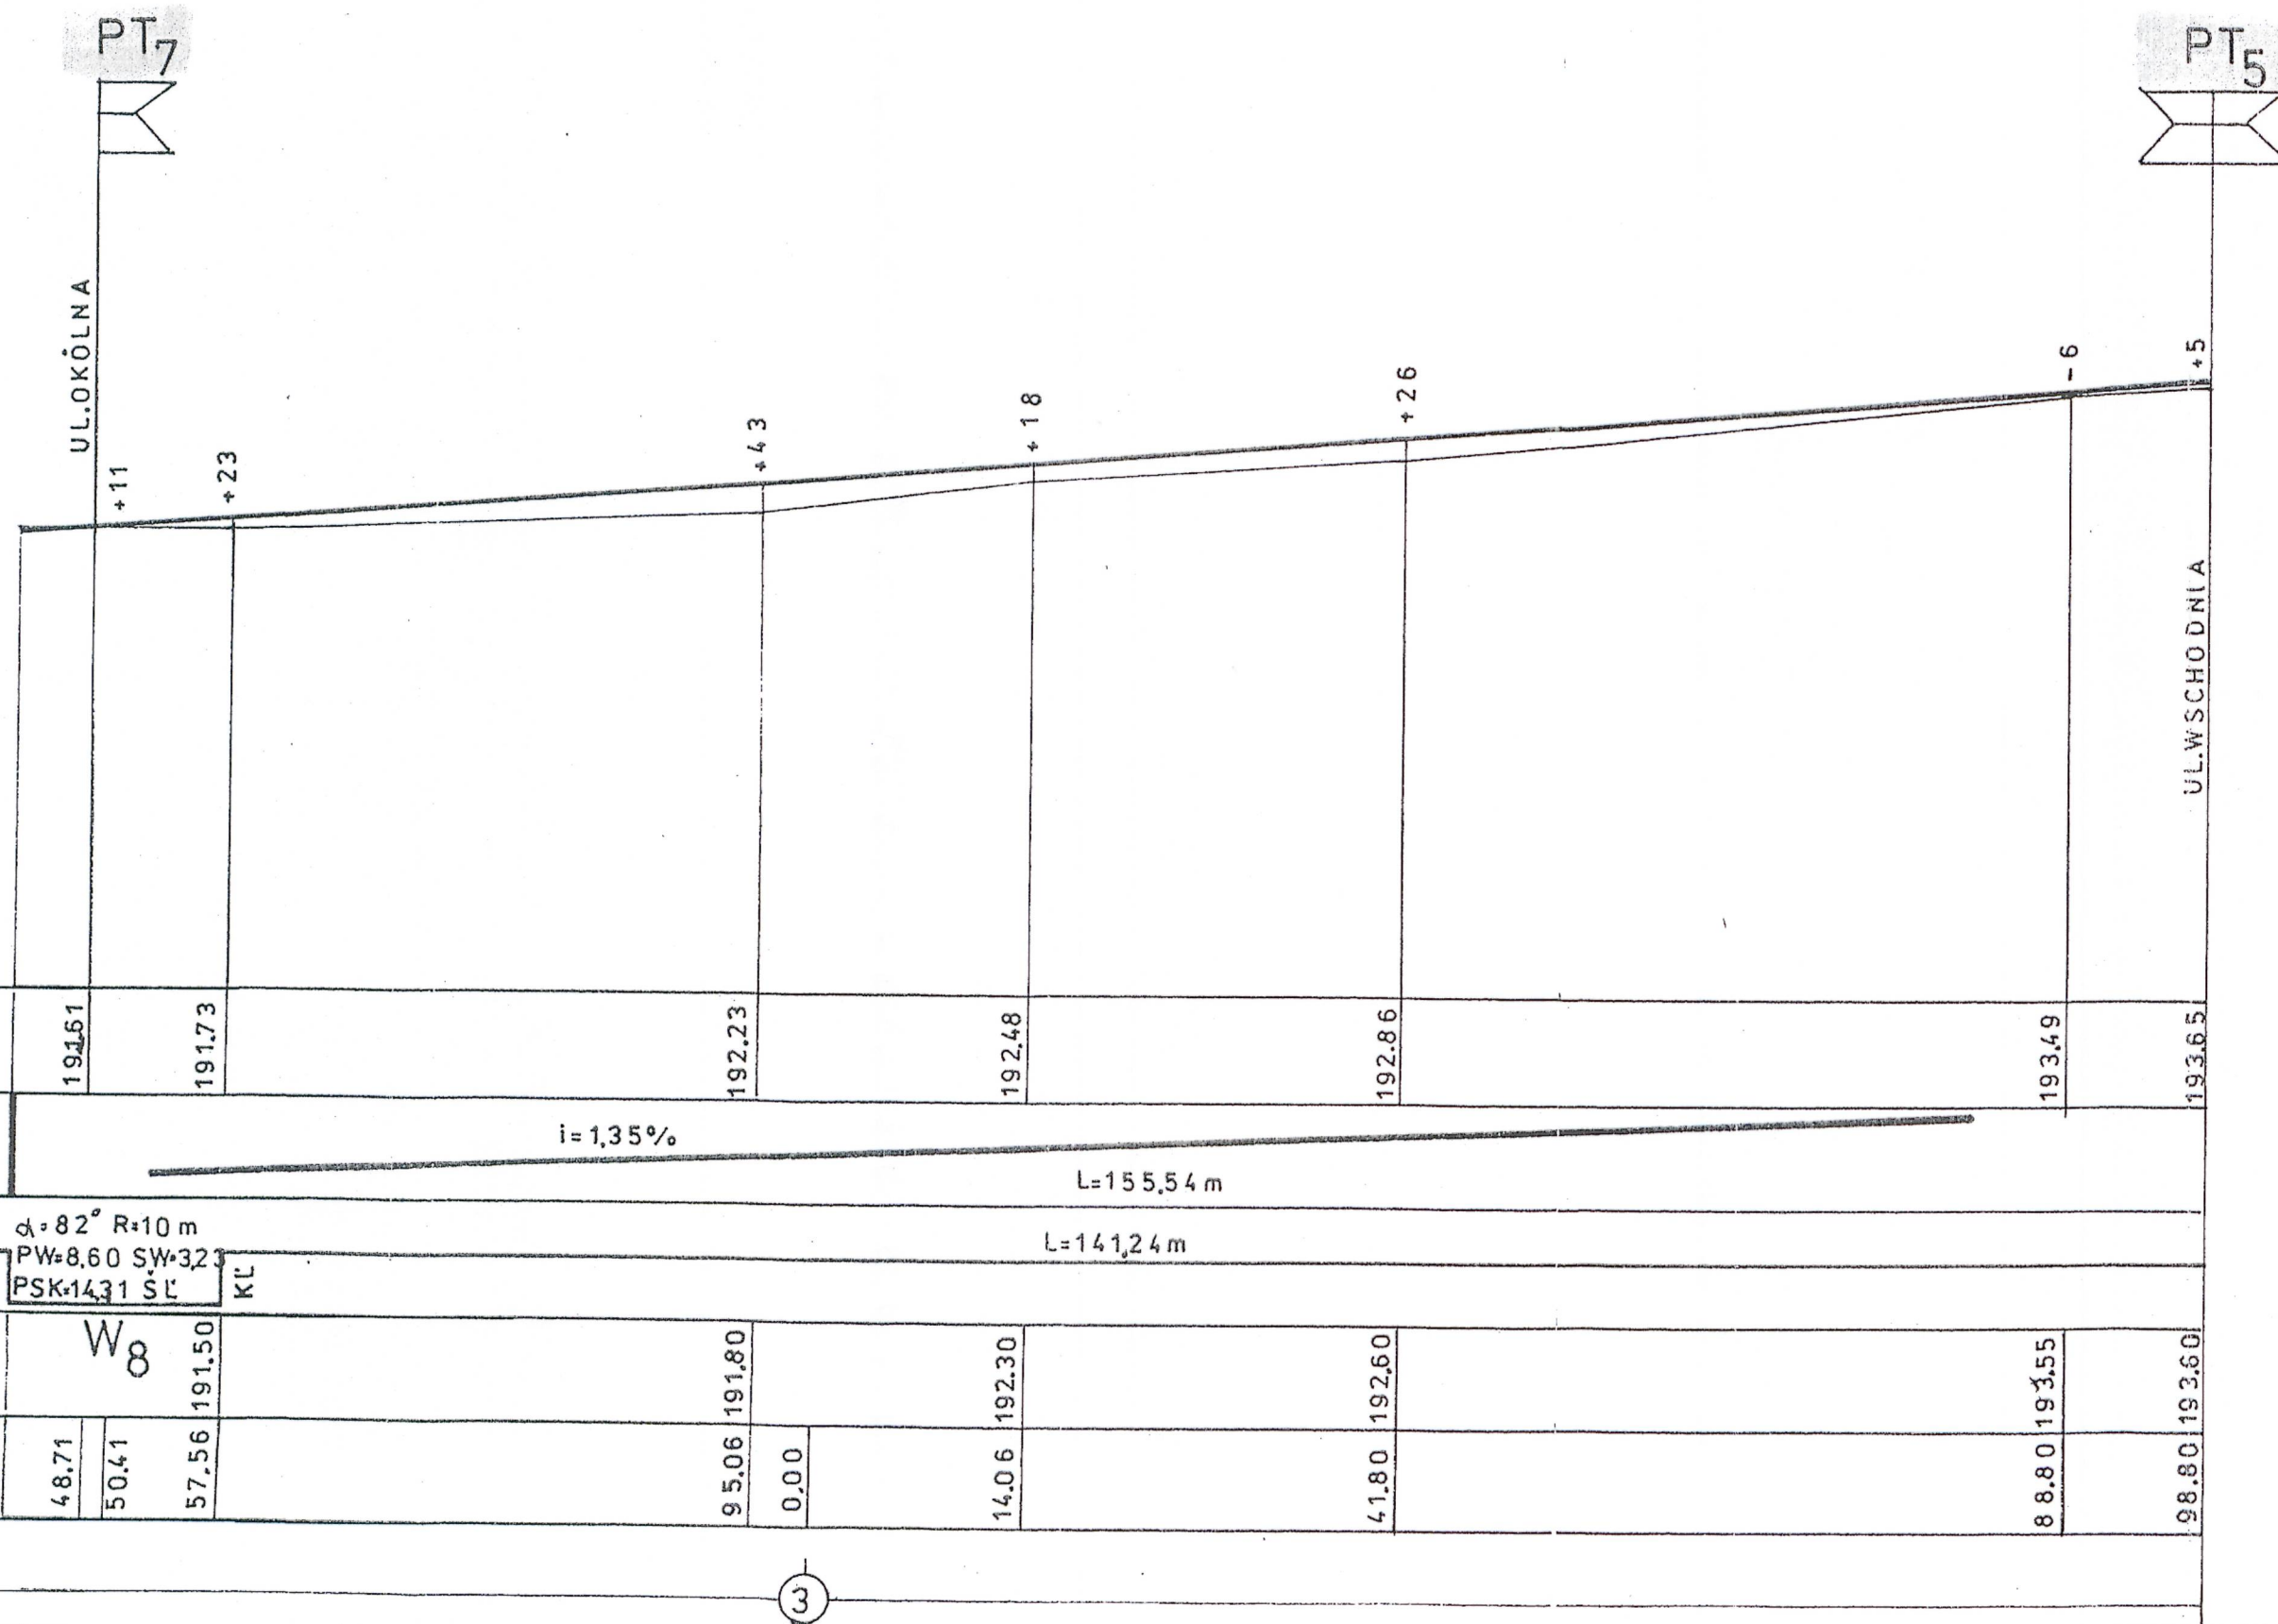 PT7
PT5
UL.OKÓLNA
+11
+23
+43
+18
+26
-6
+5
UL.WSCHODNIA
191.61
191.73
192.23
192.48
192.86
193.49
193.65
i=1,35%
L=155,54 m
α=82° R=10 m
PW=8,60 SW=3,23
PSK=14,31 ŚŁ
KŁ
L=141,24 m
W8
191.50
191.80
192.30
192.60
193.55
193.60
48.71
50.41
57.56
95.06
0.00
14.06
41.80
88.80
98.80
3